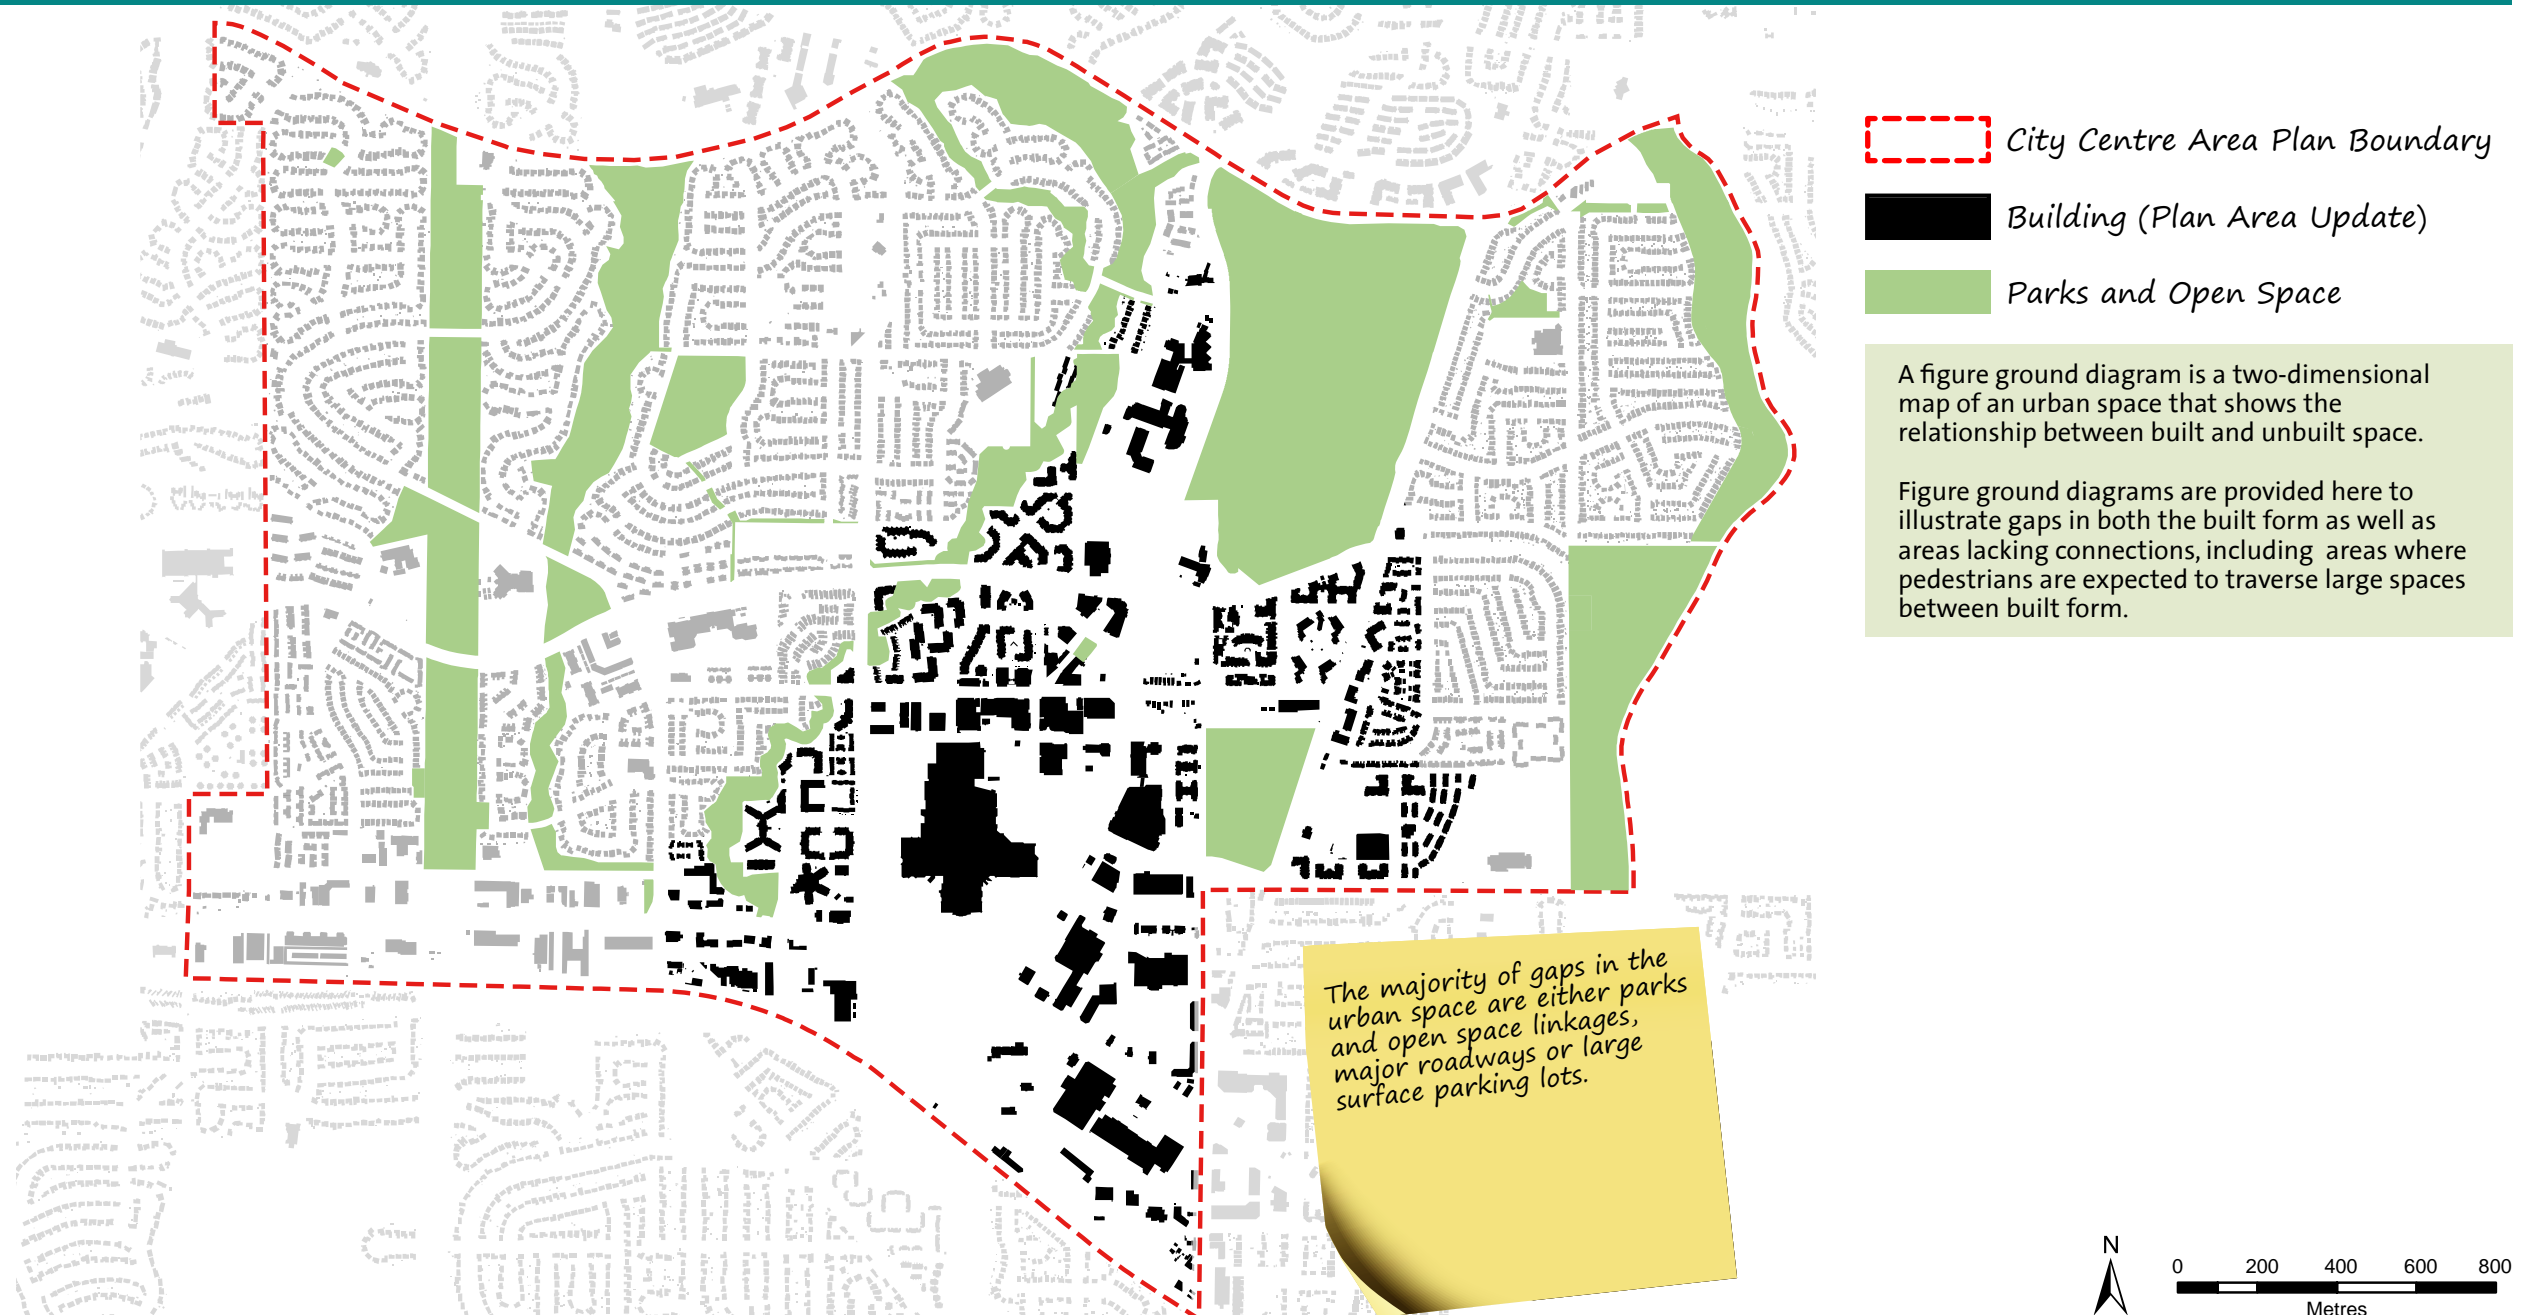 City Centre Area Plan Boundary
Building (Plan Area Update)
Parks and Open Space
A figure ground diagram is a two-dimensional
map of an urban space that shows the
relationship between built and unbuilt space.
Figure ground diagrams are provided here to
illustrate gaps in both the built form as well as
areas lacking connections, including areas where
pedestrians are expected to traverse large spaces
between built form.
The majority of gaps in the
urban space are either parks
and open space linkages,
major roadways or large
surface parking lots.
N
0 200 400 600 800
Metres